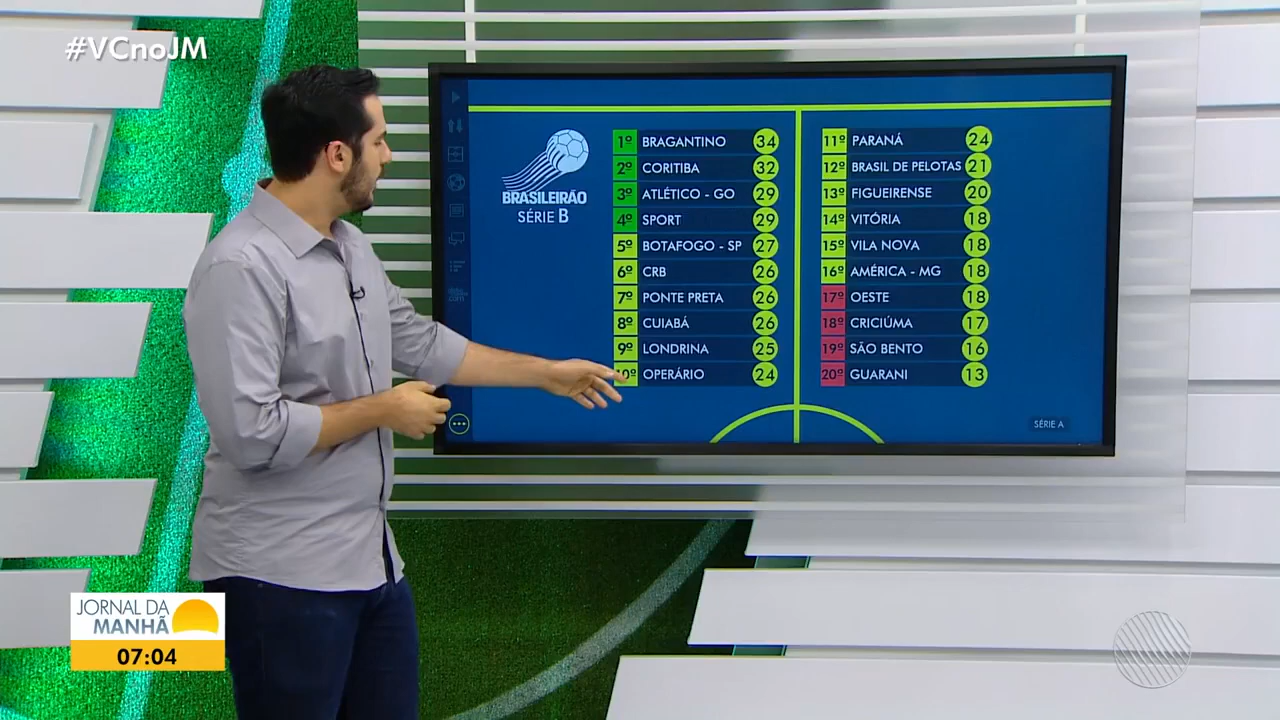 #VCnoJM
BRASILEIRÃO
SÉRIE B
1º BRAGANTINO 34
2º CORITIBA 32
3º ATLÉTICO - GO 29
4º SPORT 29
5º BOTAFOGO - SP 27
6º CRB 26
7º PONTE PRETA 26
8º CUIABÁ 26
9º LONDRINA 25
10º OPERÁRIO 24
11º PARANÁ 24
12º BRASIL DE PELOTAS 21
13º FIGUEIRENSE 20
14º VITÓRIA 18
15º VILA NOVA 18
16º AMÉRICA - MG 18
17º OESTE 18
18º CRICIÚMA 17
19º SÃO BENTO 16
20º GUARANI 13
SÉRIE A
JORNAL DA
MANHÃ
07:04